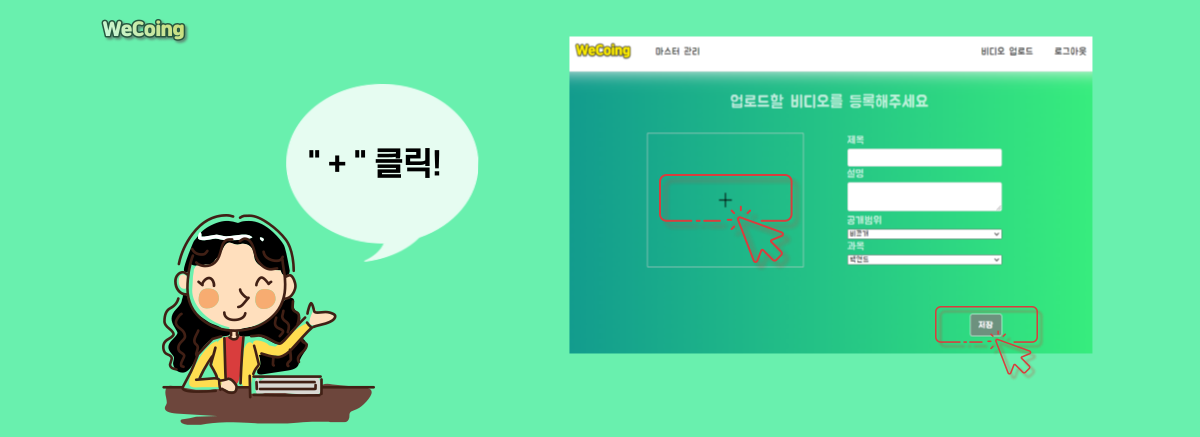 WeCoing
" + " 클릭!
WeCoing 마스터 관리 비디오 업로드 로그아웃
업로드할 비디오를 등록해주세요
+
제목
설명
공개범위
비공개
과목
백엔드
저장